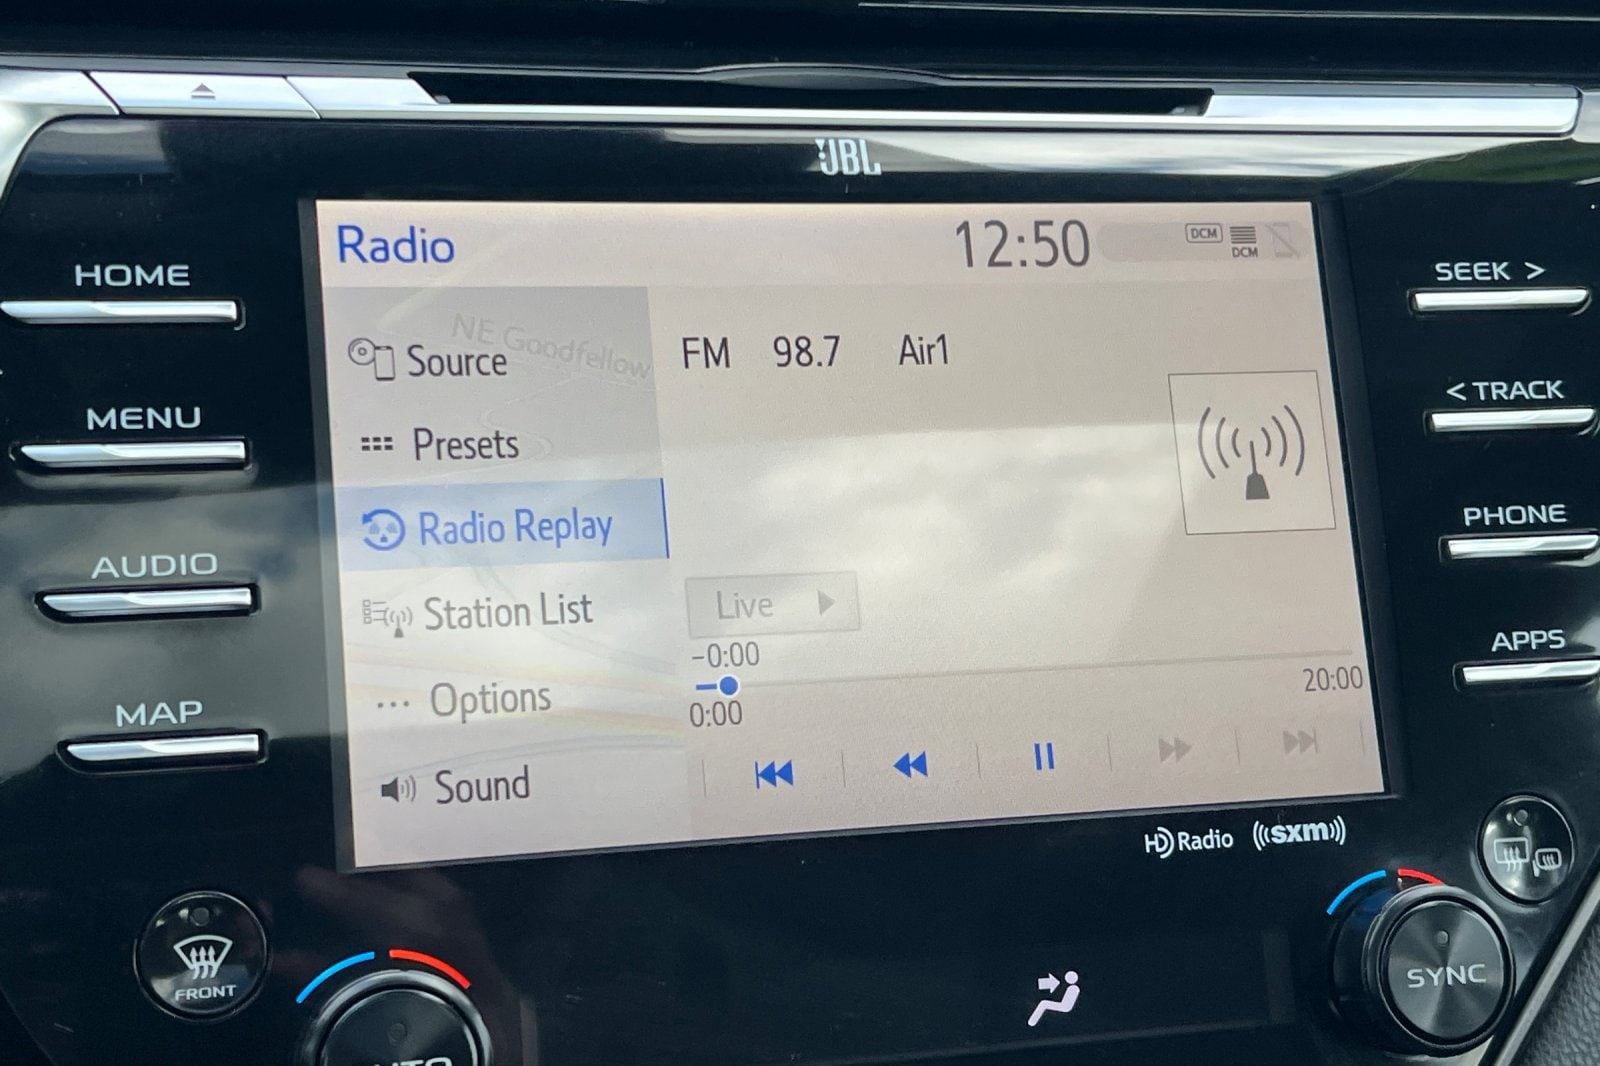 JBL
Radio
12:50
DCM
DCM
HOME
MENU
AUDIO
MAP
NE Goodfellow
Source
Presets
Radio Replay
Station List
Options
Sound
FM 98.7 Air1
Live
-0:00
0:00
20:00
SEEK >
< TRACK
PHONE
APPS
HD Radio
((sxm))
FRONT
SYNC